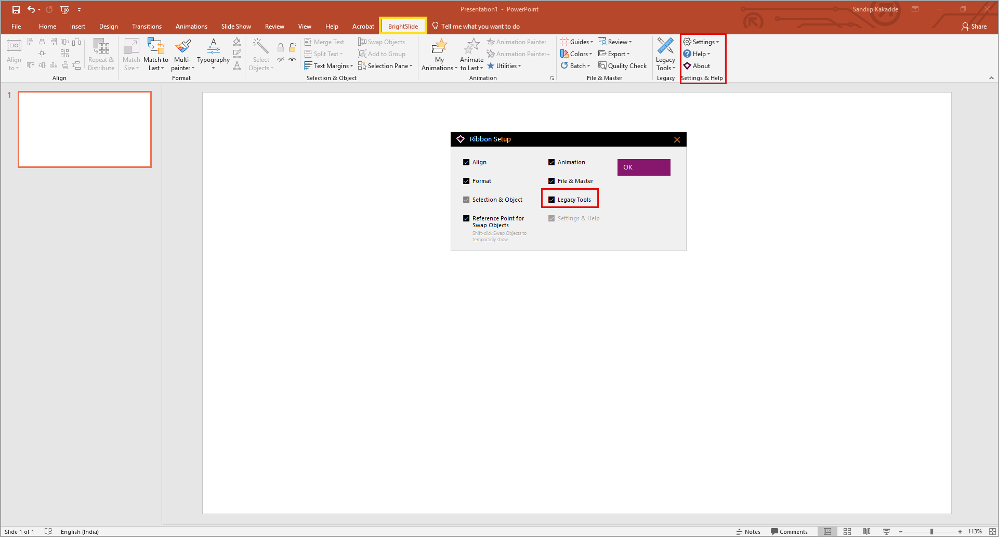 Presentation1 - PowerPoint
Sandiip Kakadde
File Home Insert Design Transitions Animations Slide Show Review View Help Acrobat BrightSlide Tell me what you want to do Share
Align to
Repeat & Distribute
Align
Match Size
Match to Last
Multi-painter
Typography
Format
Select Objects
Merge Text
Split Text
Text Margins
Swap Objects
Add to Group
Selection Pane
Selection & Object
My Animations
Animate to Last
Animation Painter
Animation Painter+
Utilities
Animation
Guides
Colors
Batch
Review
Export
Quality Check
File & Master
Legacy Tools
Legacy
Settings
Help
About
Settings & Help
1
Ribbon Setup
Align
Animation
OK
Format
File & Master
Selection & Object
Legacy Tools
Reference Point for
Swap Objects
Shift-click Swap Objects to
temporarily show
Settings & Help
Slide 1 of 1 English (India) Notes Comments 113%